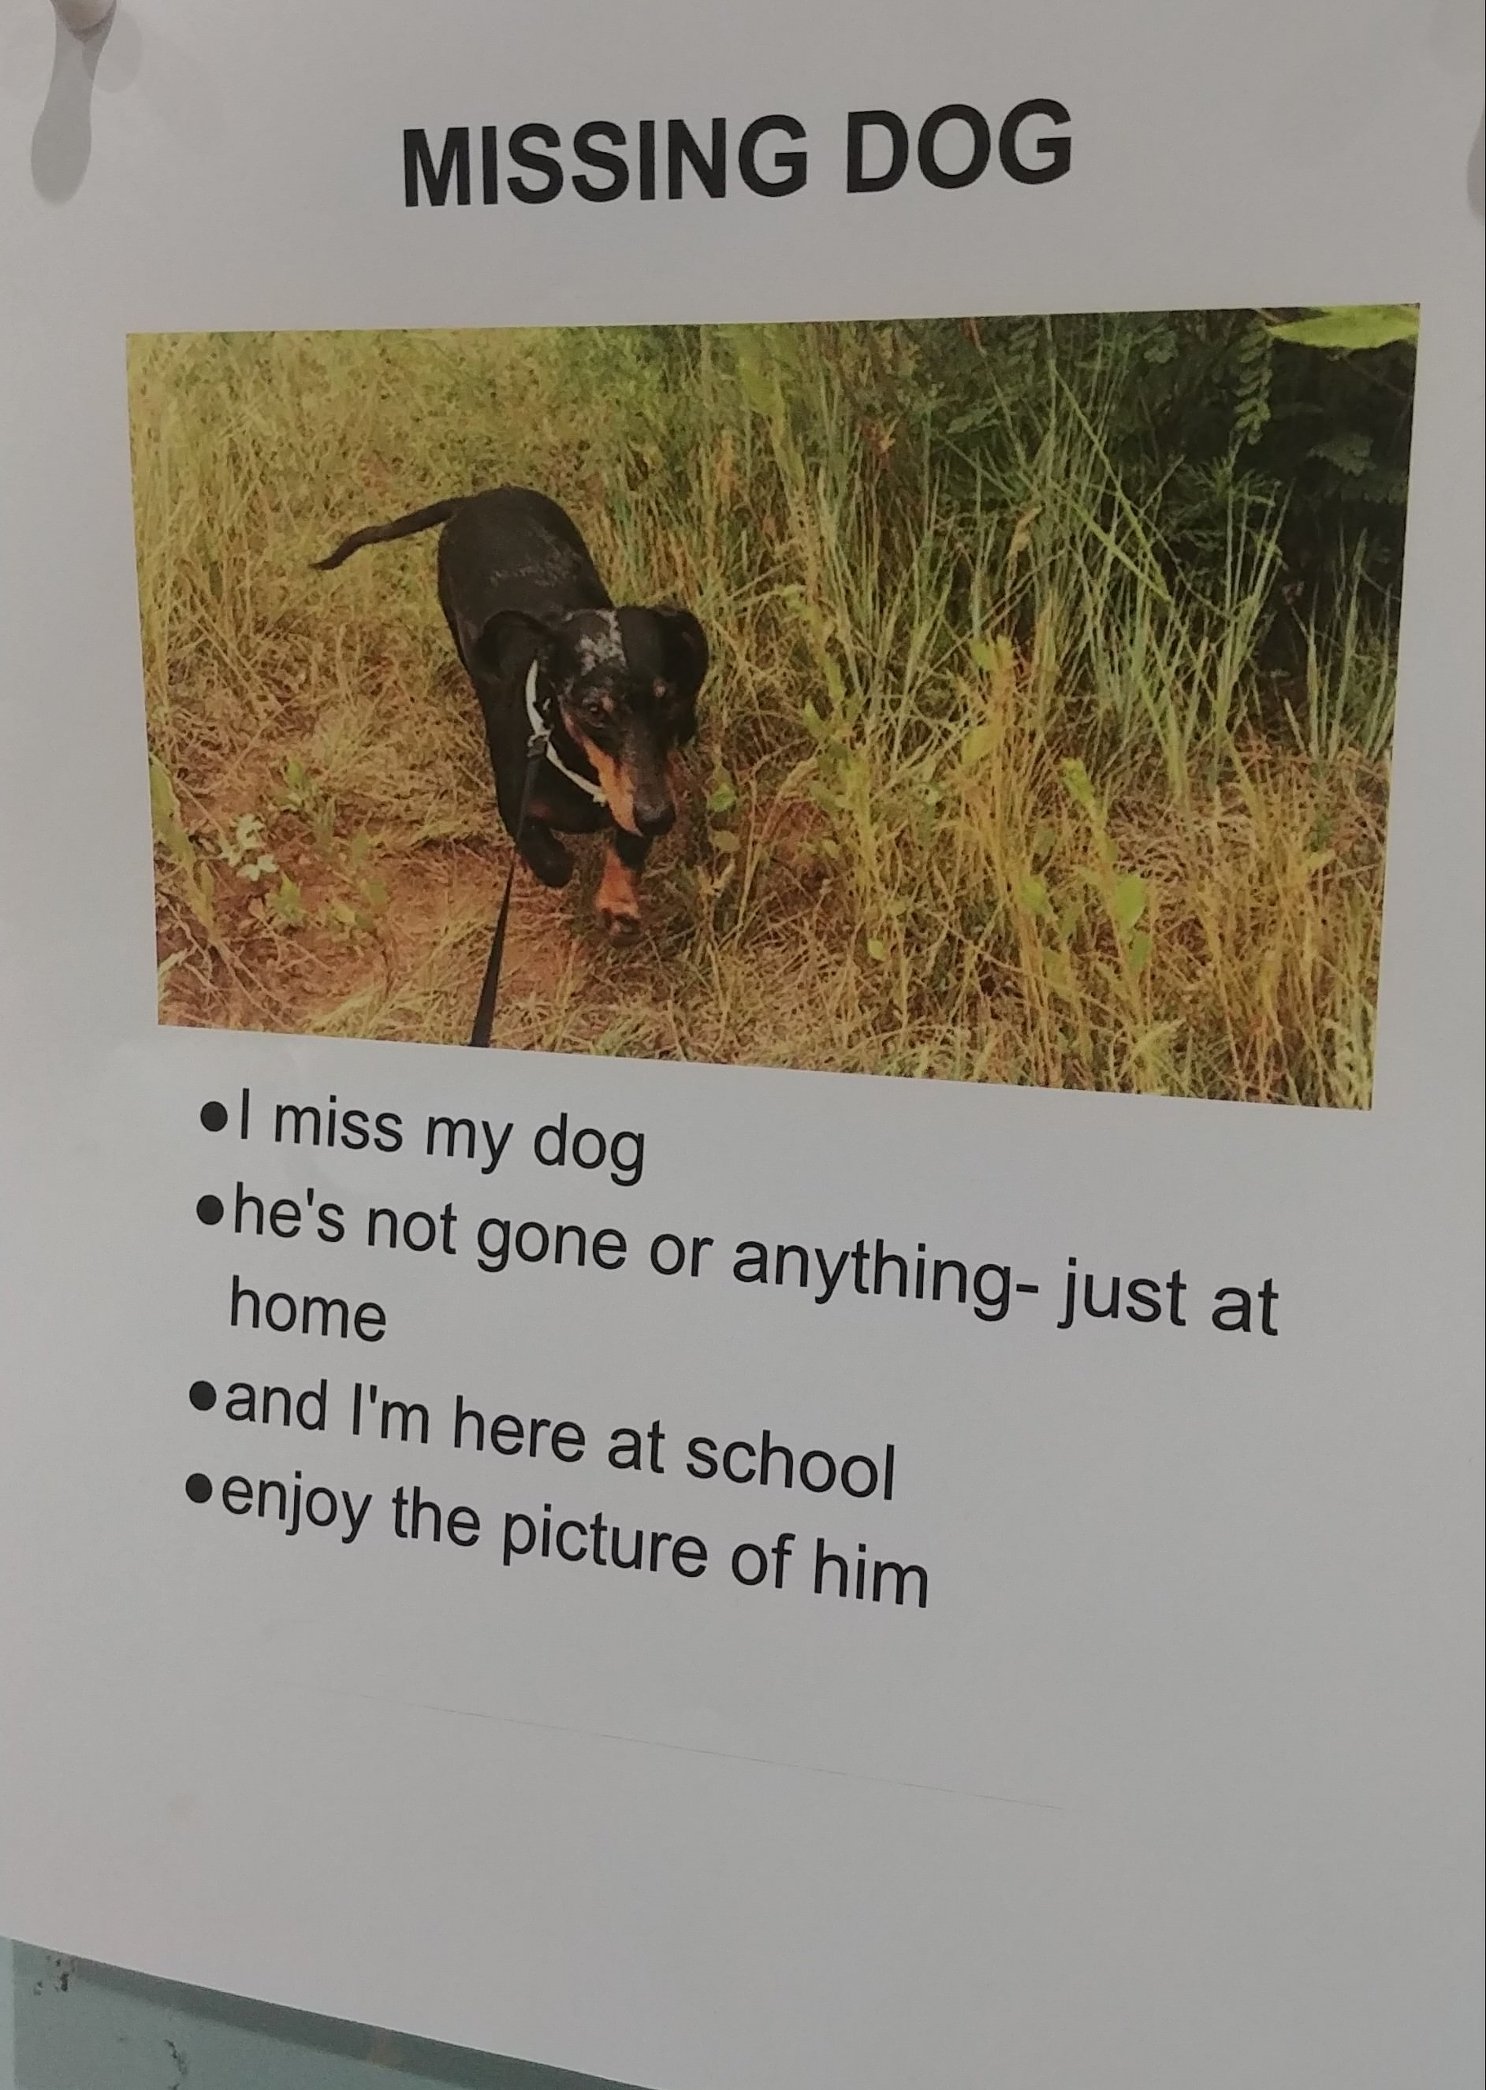 MISSING DOG
●I miss my dog
●he's not gone or anything- just at
home
●and I'm here at school
●enjoy the picture of him